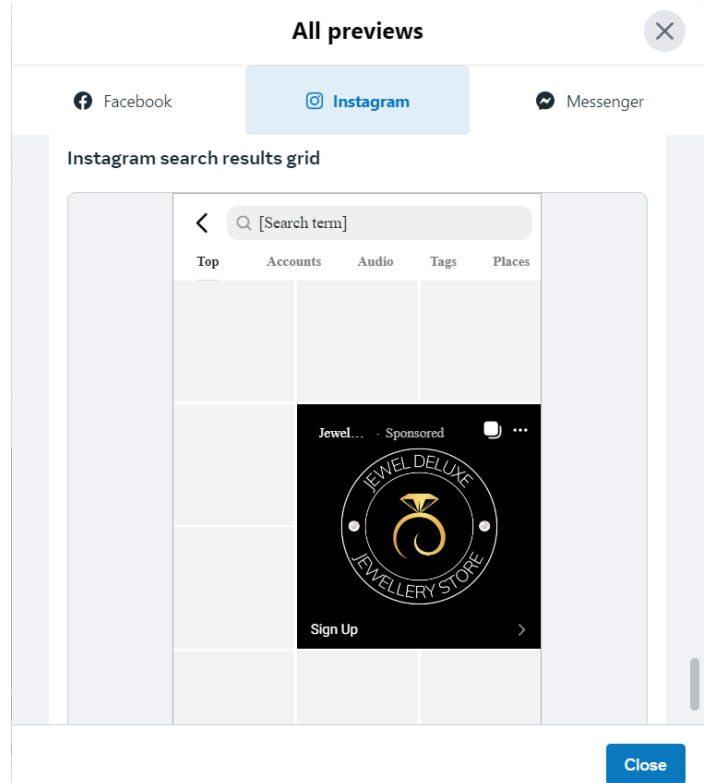 All previews
Facebook
Instagram
Messenger
Instagram search results grid
[Search term]
Top Accounts Audio Tags Places
Jewel... · Sponsored
JEWEL DELUXE
JEWELLERY STORE
Sign Up
Close